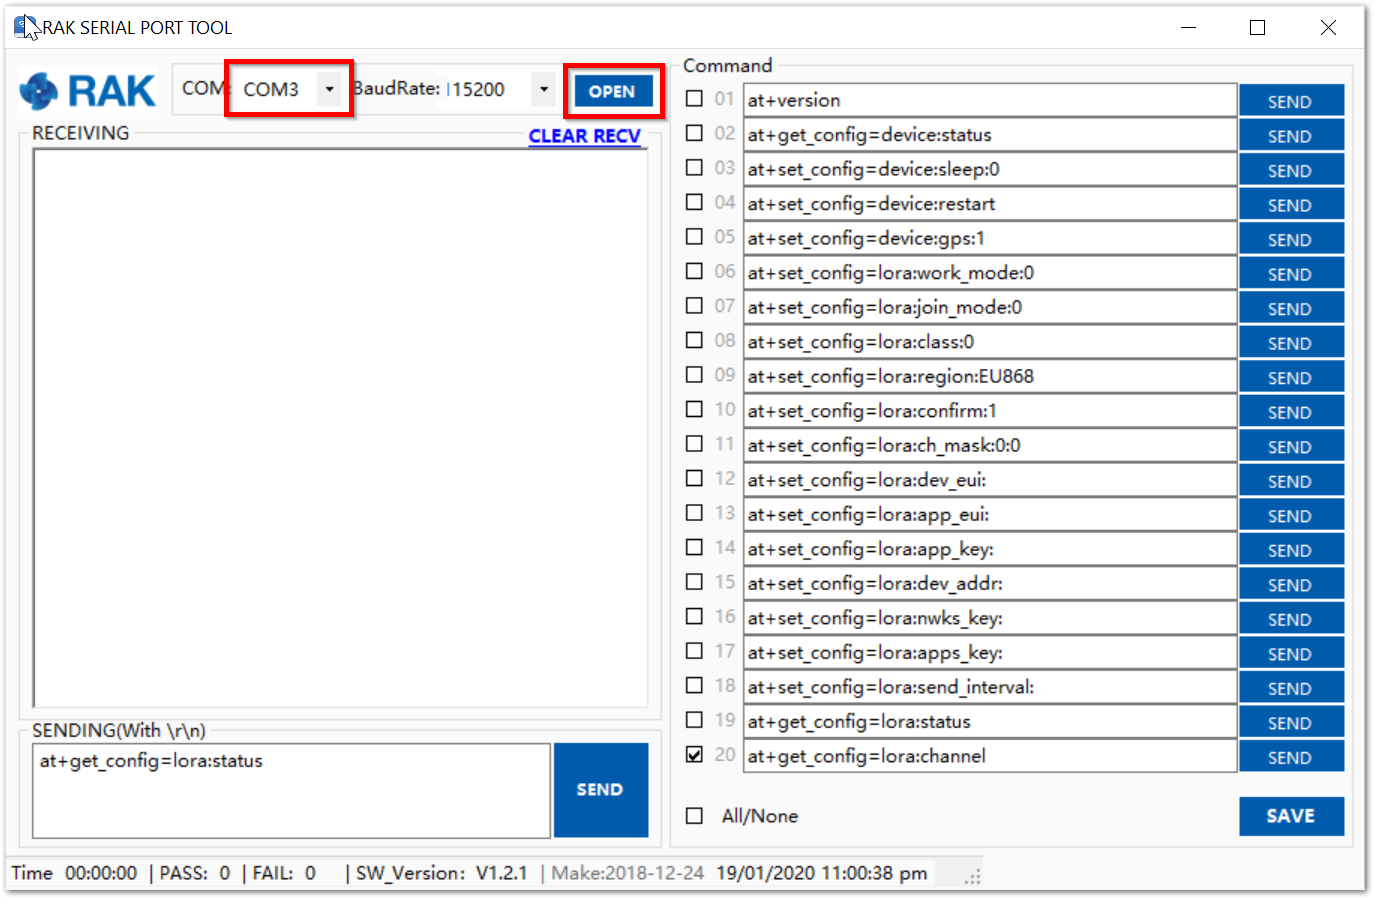 RAK SERIAL PORT TOOL
RAK
COM: COM3 BaudRate: 115200 OPEN
RECEIVING CLEAR RECV
SENDING(With \r\n)
at+get_config=lora:status
SEND
Command
01 at+version SEND
02 at+get_config=device:status SEND
03 at+set_config=device:sleep:0 SEND
04 at+set_config=device:restart SEND
05 at+set_config=device:gps:1 SEND
06 at+set_config=lora:work_mode:0 SEND
07 at+set_config=lora:join_mode:0 SEND
08 at+set_config=lora:class:0 SEND
09 at+set_config=lora:region:EU868 SEND
10 at+set_config=lora:confirm:1 SEND
11 at+set_config=lora:ch_mask:0:0 SEND
12 at+set_config=lora:dev_eui: SEND
13 at+set_config=lora:app_eui: SEND
14 at+set_config=lora:app_key: SEND
15 at+set_config=lora:dev_addr: SEND
16 at+set_config=lora:nwks_key: SEND
17 at+set_config=lora:apps_key: SEND
18 at+set_config=lora:send_interval: SEND
19 at+get_config=lora:status SEND
20 at+get_config=lora:channel SEND
All/None SAVE
Time 00:00:00 | PASS: 0 | FAIL: 0 | SW_Version: V1.2.1 | Make:2018-12-24 19/01/2020 11:00:38 pm